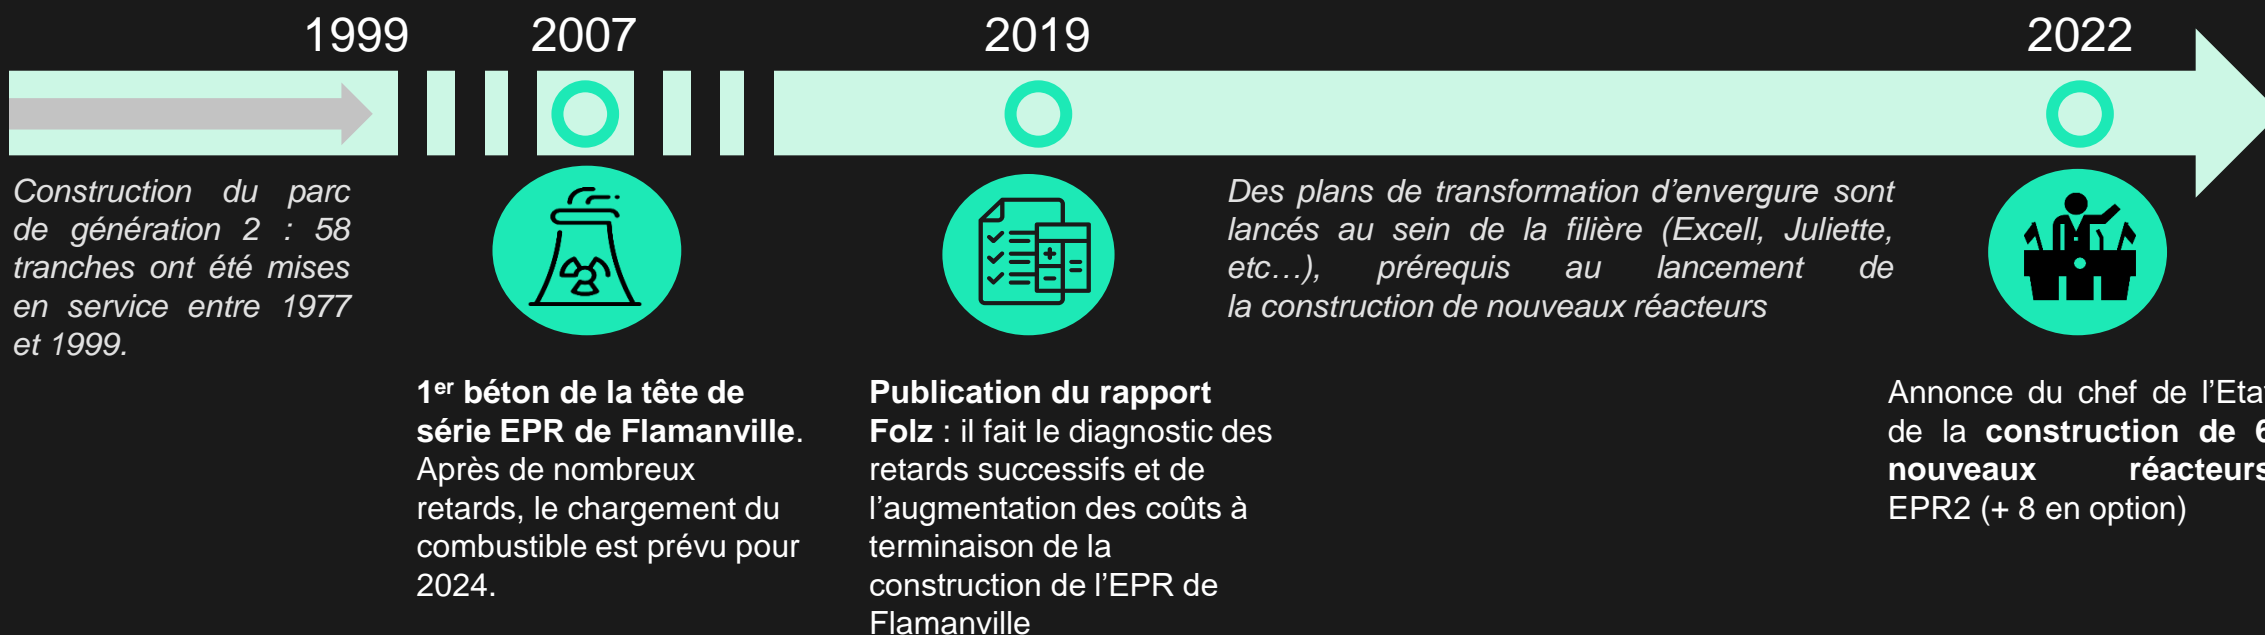 1999
2007
2019
2022
Construction du parc
de génération 2 : 58
tranches ont été mises
en service entre 1977
et 1999.
1er béton de la tête de
série EPR de Flamanville.
Après de nombreux
retards, le chargement du
combustible est prévu pour
2024.
Publication du rapport
Folz : il fait le diagnostic des
retards successifs et de
l’augmentation des coûts à
terminaison de la
construction de l’EPR de
Flamanville
Des plans de transformation d’envergure sont
lancés au sein de la filière (Excell, Juliette,
etc…), prérequis au lancement de
la construction de nouveaux réacteurs
Annonce du chef de l’Etat
de la construction de 6
nouveaux réacteurs
EPR2 (+ 8 en option)